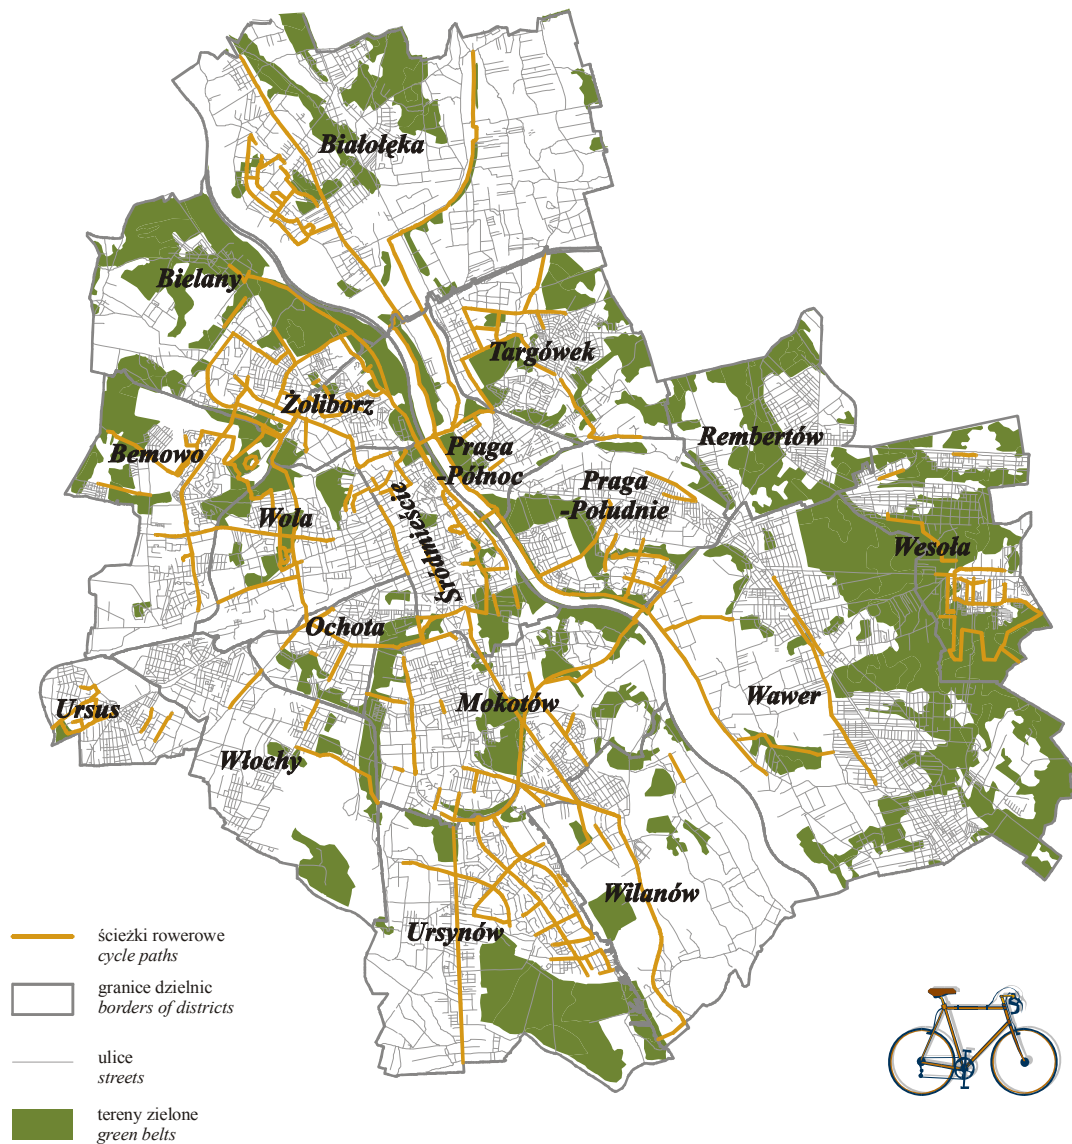 Białołęka
Bielany
Targówek
Żoliborz
Rembertów
Bemowo
Praga
-Północ
Praga
-Południe
Wola
Śródmieście
Wesoła
Ochota
Ursus
Mokotów
Wawer
Włochy
Wilanów
Ursynów
ścieżki rowerowe
cycle paths
granice dzielnic
borders of districts
ulice
streets
tereny zielone
green belts